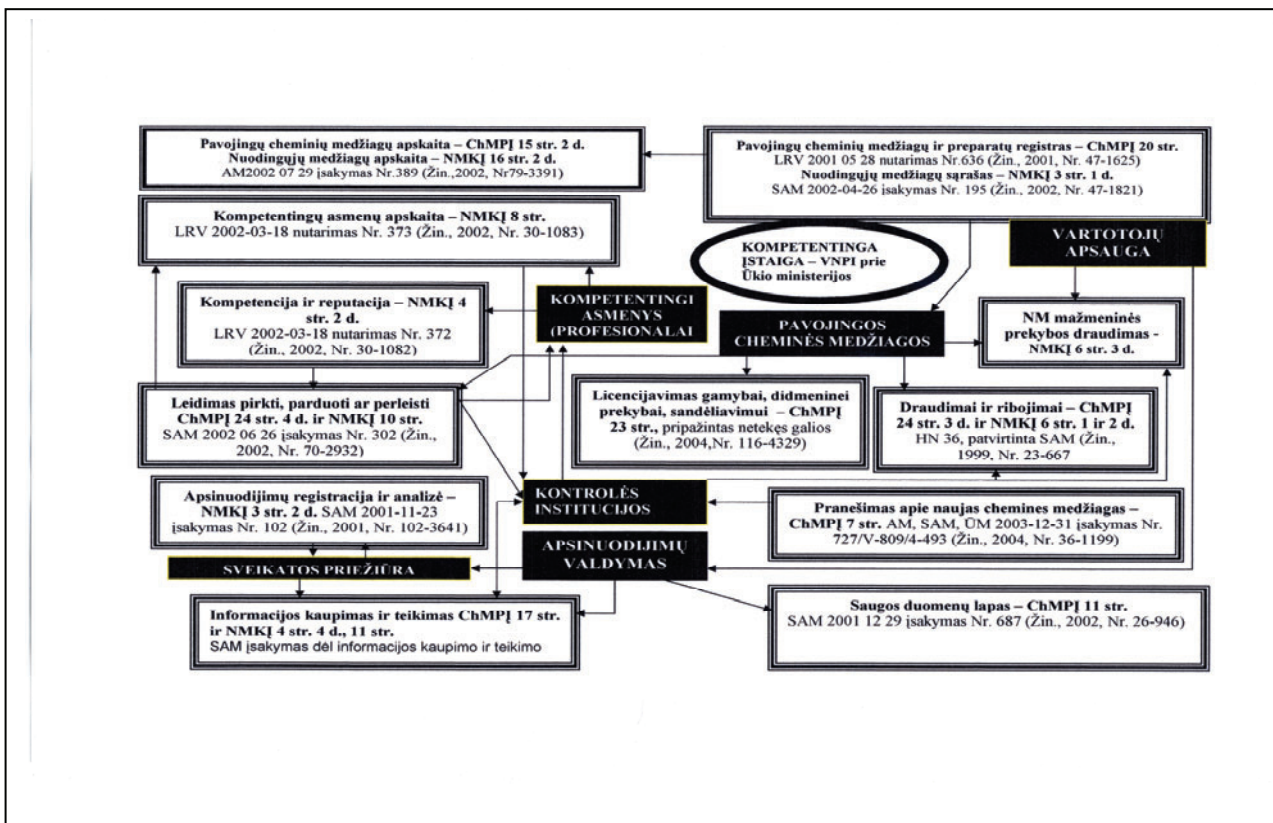 Pavojingų cheminių medžiagų apskaita – ChMPĮ 15 str. 2 d.
Nuodingųjų medžiagų apskaita – NMKĮ 16 str. 2 d.
AM2002 07 29 įsakymas Nr.389 (Žin.,2002, Nr79-3391)
Pavojingų cheminių medžiagų ir preparatų registras – ChMPĮ 20 str.
LRV 2001 05 28 nutarimas Nr.636 (Žin., 2001, Nr. 47-1625)
Nuodingųjų medžiagų sąrašas – NMKĮ 3 str. 1 d.
SAM 2002-04-26 įsakymas Nr. 195 (Žin., 2002, Nr. 47-1821)
Kompetentingų asmenų apskaita – NMKĮ 8 str.
LRV 2002-03-18 nutarimas Nr. 373 (Žin., 2002, Nr. 30-1083)
KOMPETENTINGA
ĮSTAIGA – VNPI prie
Ūkio ministerijos
VARTOTOJŲ
APSAUGA
Kompetencija ir reputacija – NMKĮ 4
str. 2 d.
LRV 2002-03-18 nutarimas Nr. 372
(Žin., 2002, Nr. 30-1082)
KOMPETENTINGI
ASMENYS
(PROFESIONALAI
PAVOJINGOS
CHEMINĖS MEDŽIAGOS
NM mažmeninės
prekybos draudimas -
NMKĮ 6 str. 3 d.
Leidimas pirkti, parduoti ar perleisti
ChMPĮ 24 str. 4 d. ir NMKĮ 10 str.
SAM 2002 06 26 įsakymas Nr. 302 (Žin.,
2002, Nr. 70-2932)
Licencijavimas gamybai, didmeninei
prekybai, sandėliavimui – ChMPĮ
23 str., pripažintas netekęs galios
(Žin., 2004,Nr. 116-4329)
Draudimai ir ribojimai – ChMPĮ
24 str. 3 d. ir NMKĮ 6 str. 1 ir 2 d.
HN 36, patvirtinta SAM (Žin.,
1999, Nr. 23-667
Apsinuodijimų registracija ir analizė –
NMKĮ 3 str. 2 d. SAM 2001-11-23
įsakymas Nr. 102 (Žin., 2001, Nr. 102-3641)
KONTROLĖS
INSTITUCIJOS
Pranešimas apie naujas chemines medžiagas –
ChMPĮ 7 str. AM, SAM, ŪM 2003-12-31 įsakymas Nr.
727/V-809/4-493 (Žin., 2004, Nr. 36-1199)
SVEIKATOS PRIEŽIŪRA
APSINUODIJIMŲ
VALDYMAS
Informacijos kaupimas ir teikimas ChMPĮ 17 str.
ir NMKĮ 4 str. 4 d., 11 str.
SAM įsakymas dėl informacijos kaupimo ir teikimo
Saugos duomenų lapas – ChMPĮ 11 str.
SAM 2001 12 29 įsakymas Nr. 687 (Žin., 2002, Nr. 26-946)